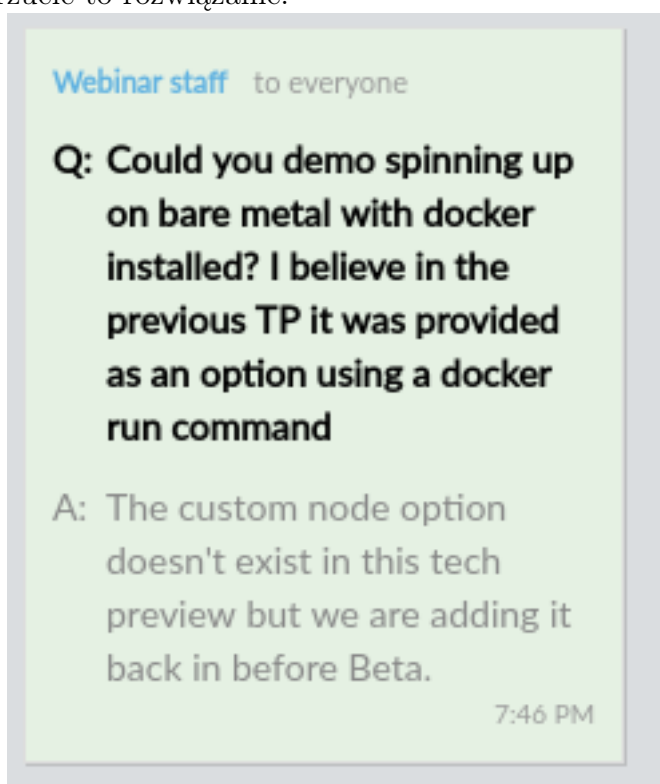 to rozwiązanie.
Webinar staff to everyone
Q: Could you demo spinning up
on bare metal with docker
installed? I believe in the
previous TP it was provided
as an option using a docker
run command
A: The custom node option
doesn't exist in this tech
preview but we are adding it
back in before Beta.
7:46 PM